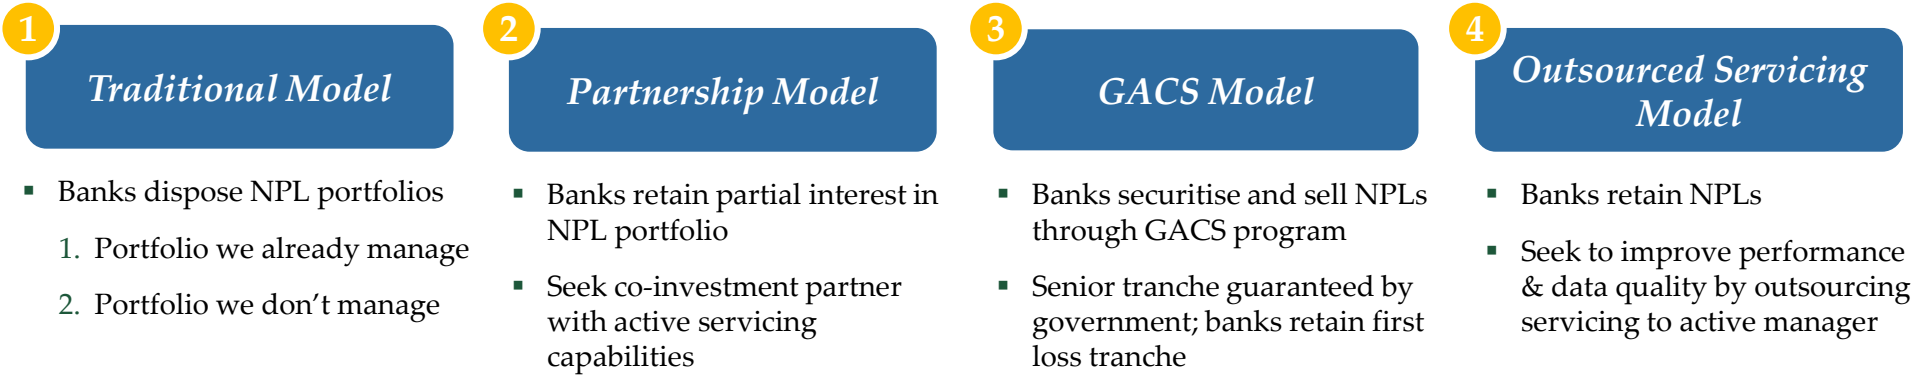 1
Traditional Model
▪ Banks dispose NPL portfolios
1. Portfolio we already manage
2. Portfolio we don't manage
2
Partnership Model
▪ Banks retain partial interest in
NPL portfolio
▪ Seek co-investment partner
with active servicing
capabilities
3
GACS Model
▪ Banks securitise and sell NPLs
through GACS program
▪ Senior tranche guaranteed by
government; banks retain first
loss tranche
4
Outsourced Servicing
Model
▪ Banks retain NPLs
▪ Seek to improve performance
& data quality by outsourcing
servicing to active manager